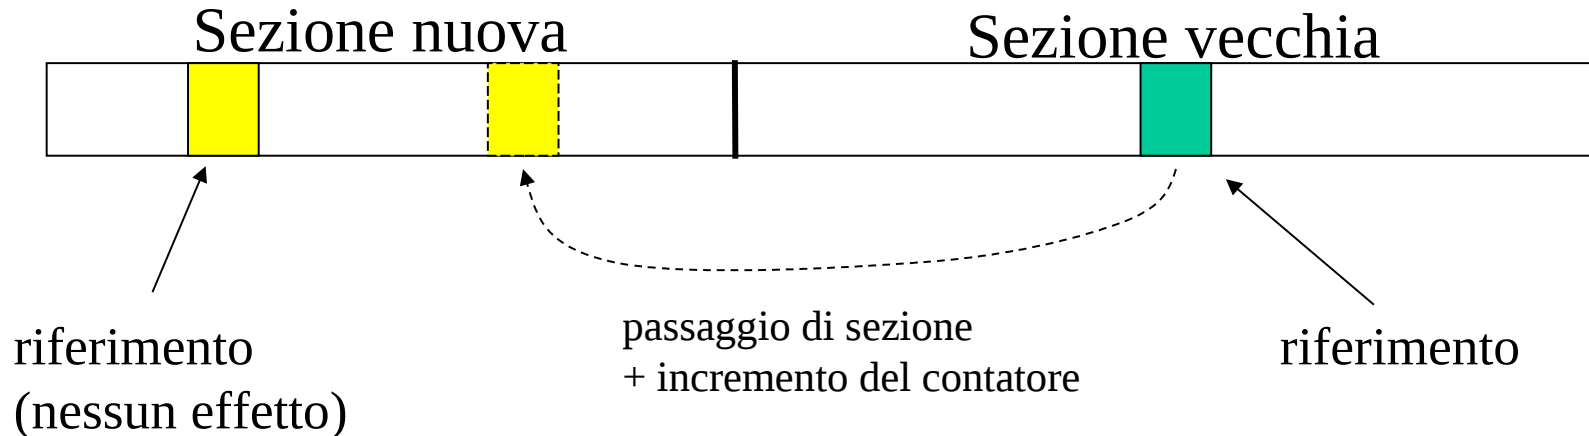 Sezione nuova
Sezione vecchia
riferimento
(nessun effetto)
passaggio di sezione
+ incremento del contatore
riferimento